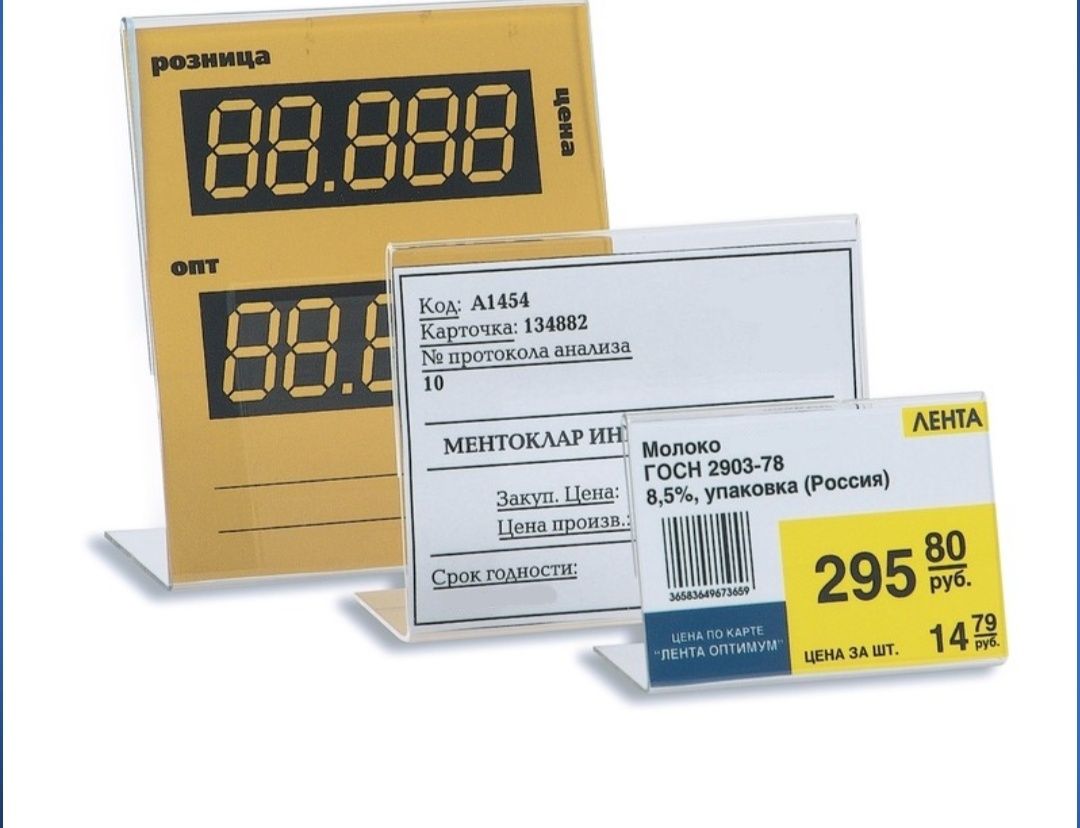 розница
88.888
цена
опт
88.8
Код: А1454
Карточка: 134882
№ протокола анализа
10
МЕНТОКЛАР ИН
Закуп. Цена:
Цена произв.:
Срок годности:
ЛЕНТА
Молоко
ГОСН 2903-78
8,5%, упаковка (Россия)
36583649673659
295 80 руб.
ЦЕНА ПО КАРТЕ
"ЛЕНТА ОПТИМУМ"
ЦЕНА ЗА ШТ. 14 79 руб.